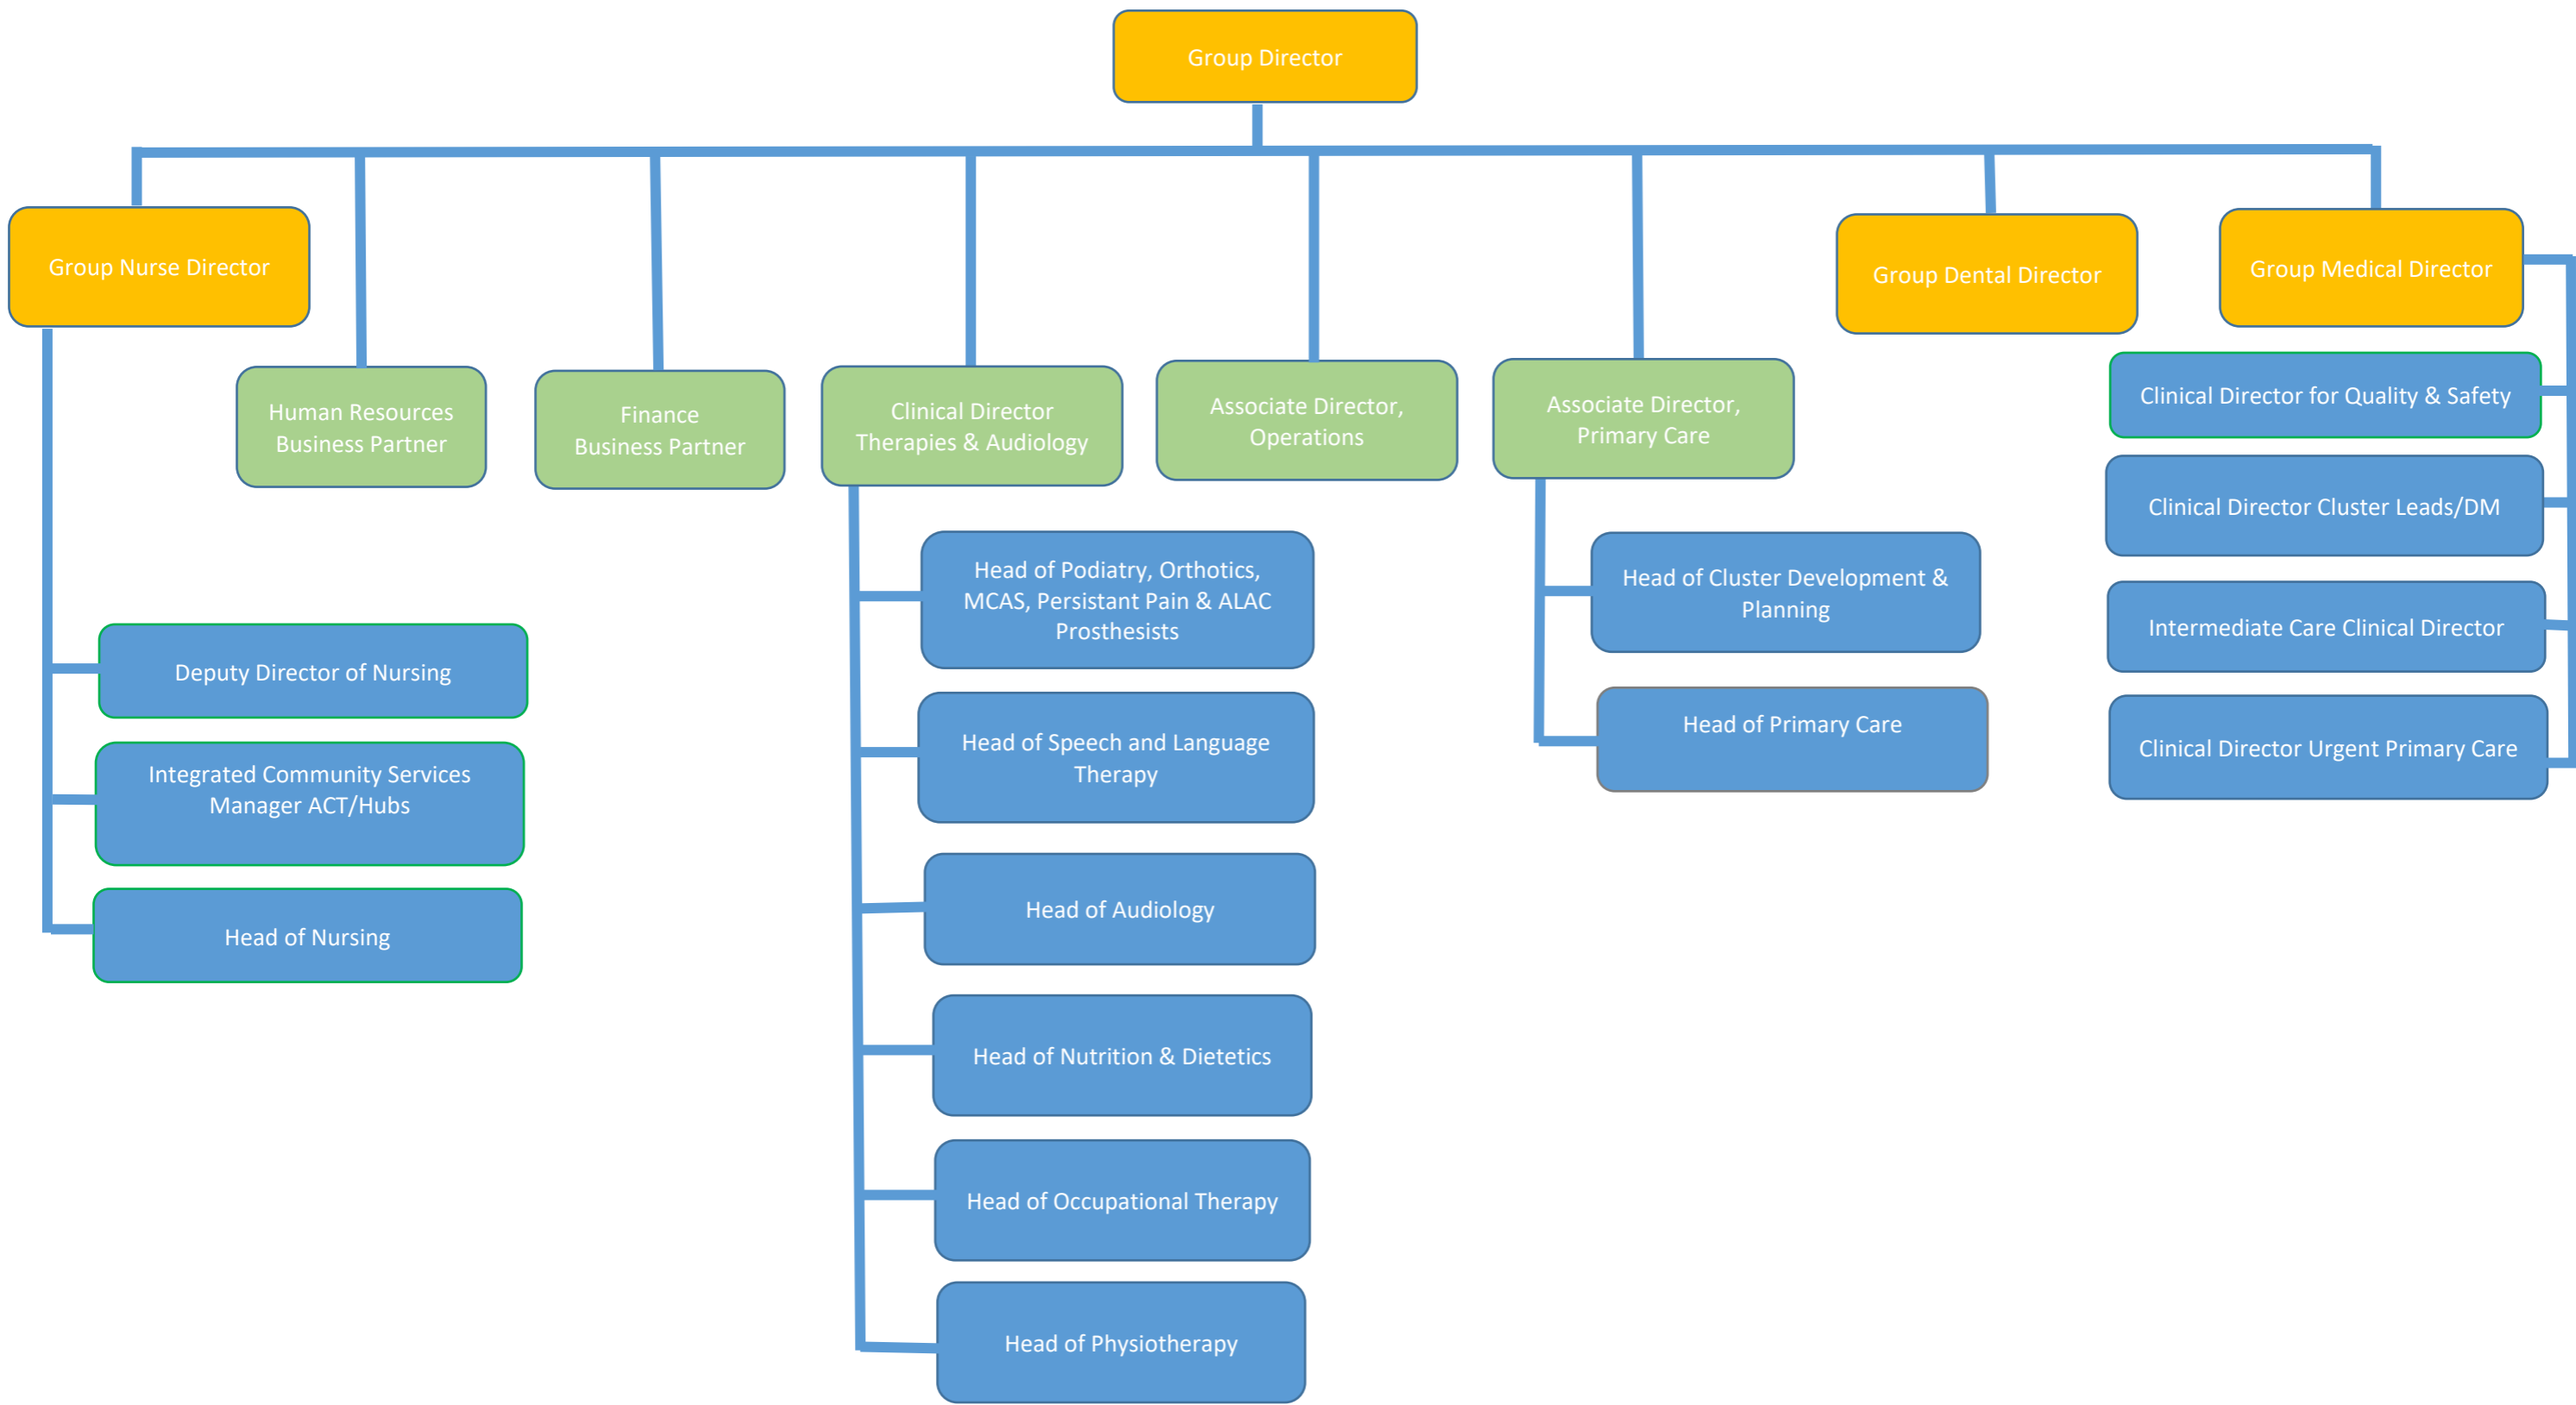 Group Director
Group Nurse Director
Group Dental Director
Group Medical Director
Human Resources
Business Partner
Finance
Business Partner
Clinical Director
Therapies & Audiology
Associate Director,
Operations
Associate Director,
Primary Care
Deputy Director of Nursing
Integrated Community Services
Manager ACT/Hubs
Head of Nursing
Head of Podiatry, Orthotics,
MCAS, Persistant Pain & ALAC
Prosthesists
Head of Speech and Language
Therapy
Head of Audiology
Head of Nutrition & Dietetics
Head of Occupational Therapy
Head of Physiotherapy
Head of Cluster Development &
Planning
Head of Primary Care
Clinical Director for Quality & Safety
Clinical Director Cluster Leads/DM
Intermediate Care Clinical Director
Clinical Director Urgent Primary Care